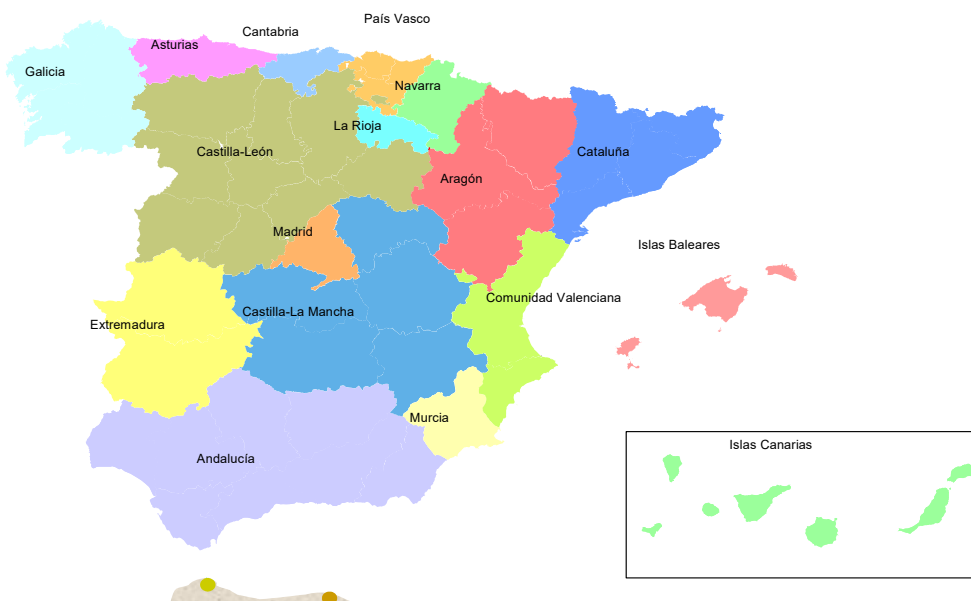 País Vasco
Cantabria
Asturias
Galicia
Navarra
La Rioja
Castilla-León
Cataluña
Aragón
Madrid
Islas Baleares
Comunidad Valenciana
Castilla-La Mancha
Extremadura
Murcia
Islas Canarias
Andalucía